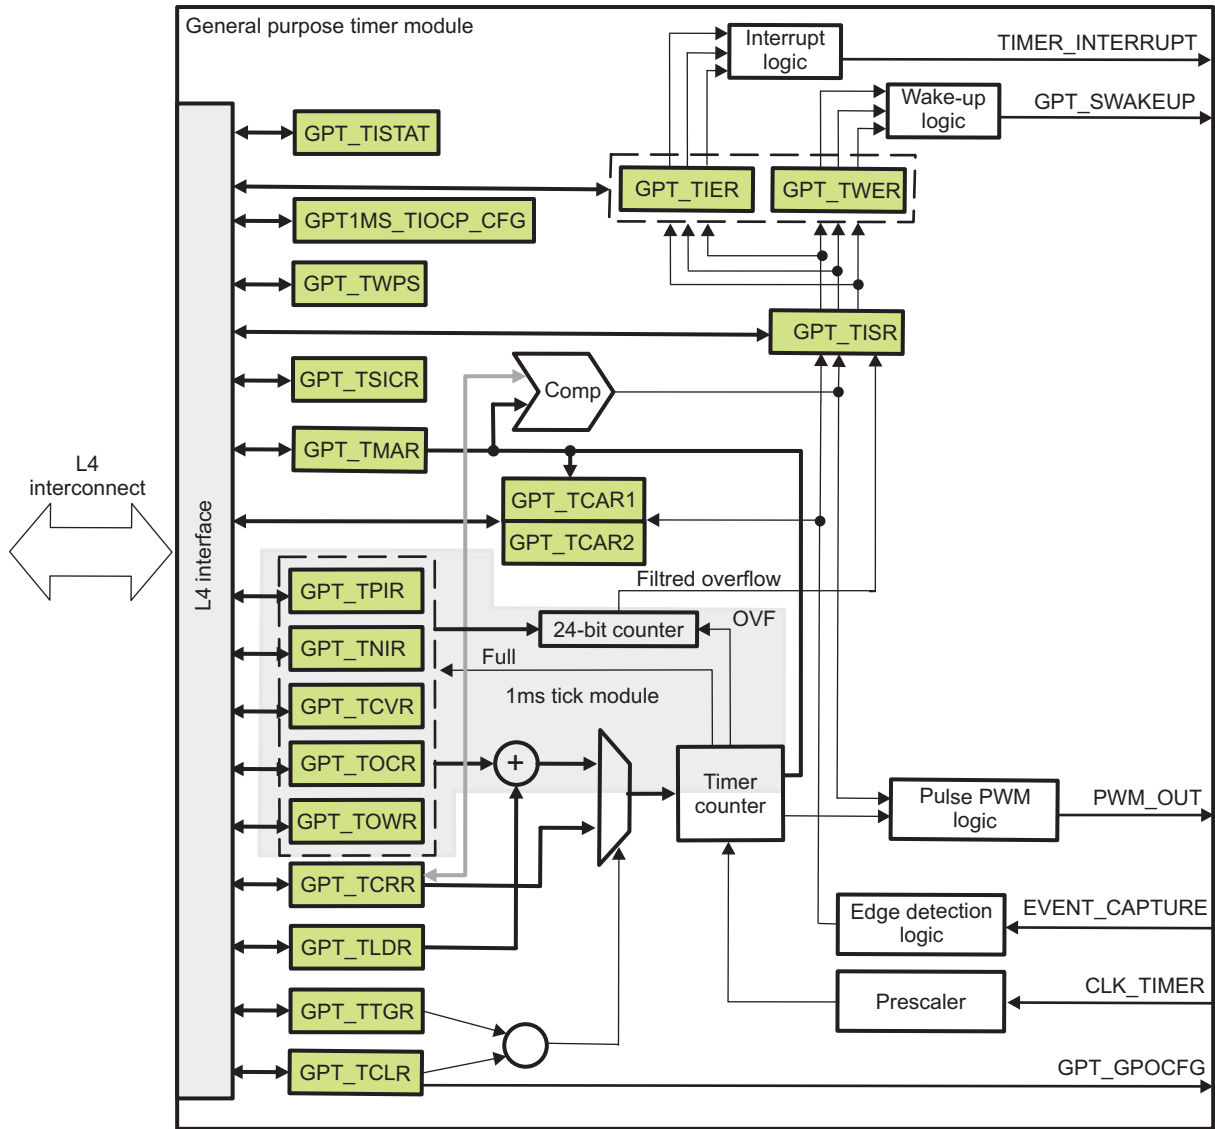 General purpose timer module
Interrupt
logic
TIMER_INTERRUPT
Wake-up
logic
GPT_SWAKEUP
GPT_TISTAT
GPT_TIER
GPT_TWER
GPT1MS_TIOCP_CFG
GPT_TWPS
GPT_TISR
GPT_TSICR
Comp
GPT_TMAR
L4
interconnect
L4 interface
GPT_TCAR1
GPT_TCAR2
Filtred overflow
GPT_TPIR
24-bit counter
OVF
GPT_TNIR
Full
1ms tick module
GPT_TCVR
GPT_TOCR
+
Timer
counter
Pulse PWM
logic
PWM_OUT
GPT_TOWR
GPT_TCRR
Edge detection
logic
EVENT_CAPTURE
GPT_TLDR
Prescaler
CLK_TIMER
GPT_TTGR
GPT_TCLR
GPT_GPOCFG